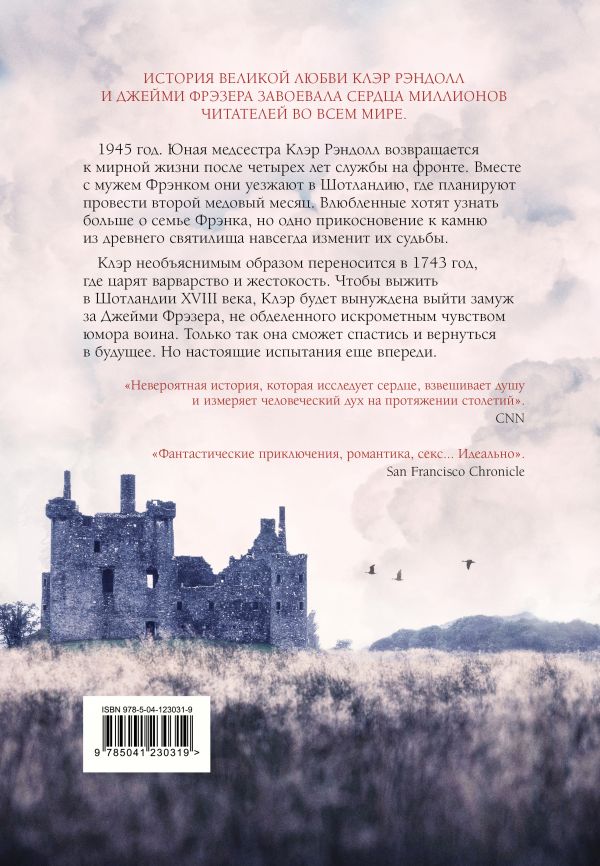 ИСТОРИЯ ВЕЛИКОЙ ЛЮБВИ КЛЭР РЭНДОЛЛ
И ДЖЕЙМИ ФРЭЗЕРА ЗАВОЕВАЛА СЕРДЦА МИЛЛИОНОВ
ЧИТАТЕЛЕЙ ВО ВСЕМ МИРЕ.
1945 год. Юная медсестра Клэр Рэндолл возвращается
к мирной жизни после четырех лет службы на фронте. Вместе
с мужем Фрэнком они уезжают в Шотландию, где планируют
провести второй медовый месяц. Влюбленные хотят узнать
больше о семье Фрэнка, но одно прикосновение к камню
из древнего святилища навсегда изменит их судьбы.
Клэр необъяснимым образом переносится в 1743 год,
где царят варварство и жестокость. Чтобы выжить
в Шотландии XVIII века, Клэр будет вынуждена выйти замуж
за Джейми Фрэзера, не обделенного искрометным чувством
юмора воина. Только так она сможет спастись и вернуться
в будущее. Но настоящие испытания еще впереди.
«Невероятная история, которая исследует сердце, взвешивает душу
и измеряет человеческий дух на протяжении столетий».
CNN
«Фантастические приключения, романтика, секс... Идеально».
San Francisco Chronicle
ISBN 978-5-04-123031-9
9 785041 230319 >